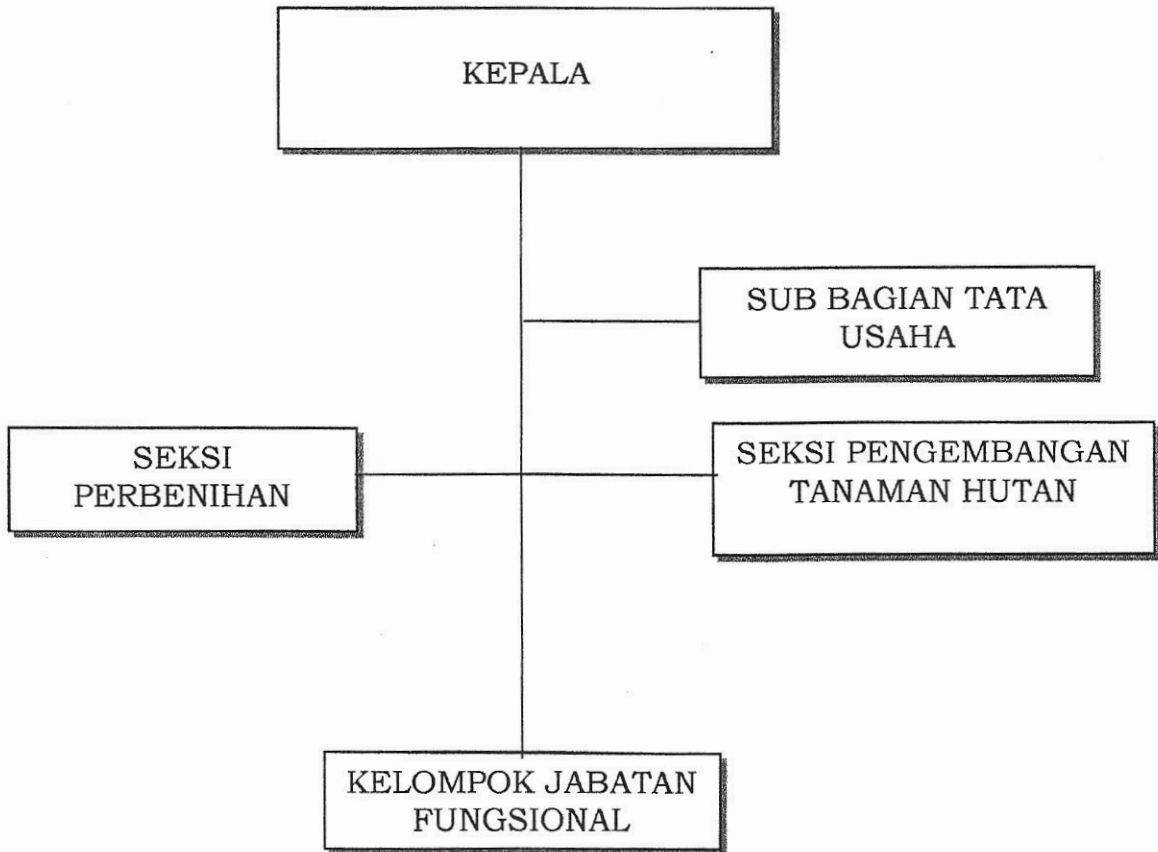 KEPALA
SUB BAGIAN TATA
USAHA
SEKSI
PERBENIHAN
SEKSI PENGEMBANGAN
TANAMAN HUTAN
KELOMPOK JABATAN
FUNGSIONAL